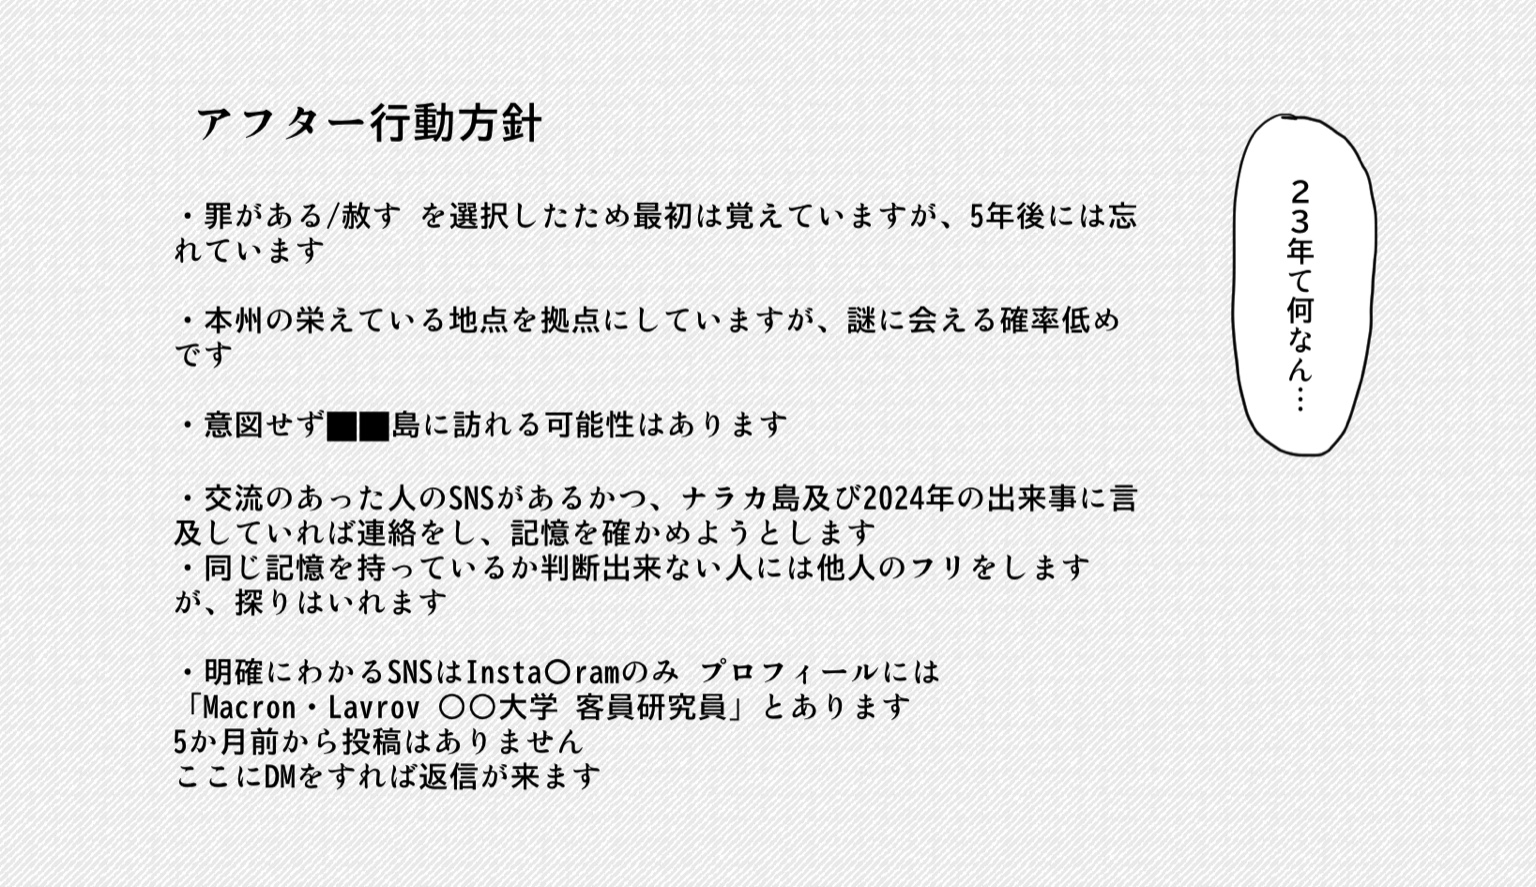 アフター行動方針
・罪がある/赦す を選択したため最初は覚えていますが、5年後には忘
れています
・本州の栄えている地点を拠点にしていますが、謎に会える確率低め
です
・意図せず██島に訪れる可能性はあります
・交流のあった人のSNSがあるかつ、ナラカ島及び2024年の出来事に言
及していれば連絡をし、記憶を確かめようとします
・同じ記憶を持っているか判断出来ない人には他人のフリをします
が、探りはいれます
・明確にわかるSNSはInsta〇ramのみ プロフィールには
「Macron・Lavrov 〇〇大学 客員研究員」とあります
5か月前から投稿はありません
ここにDMをすれば返信が来ます
23年て何なん…